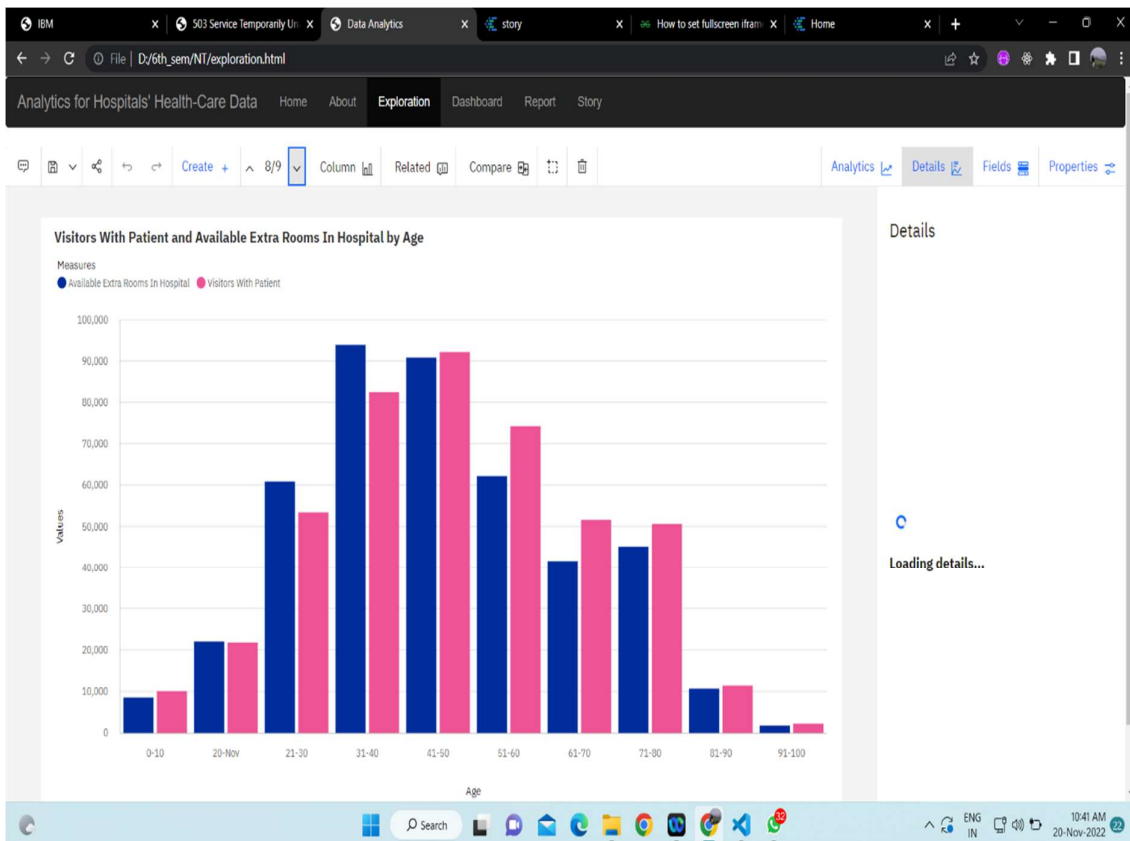 IBM
503 Service Temporarily Un
Data Analytics
story
How to set fullscreen ifram
Home
File | D:/6th_sem/NT/exploration.html
Analytics for Hospitals' Health-Care Data Home About Exploration Dashboard Report Story
Create + 8/9 Column Related Compare Analytics Details Fields Properties
Visitors With Patient and Available Extra Rooms In Hospital by Age
Measures
Available Extra Rooms In Hospital Visitors With Patient
Details
100,000
90,000
80,000
70,000
60,000
50,000
40,000
30,000
20,000
10,000
0
Values
0-10 20-Nov 21-30 31-40 41-50 51-60 61-70 71-80 81-90 91-100
Age
Loading details...
Search
32
ENG
IN
10:41 AM
20-Nov-2022
22